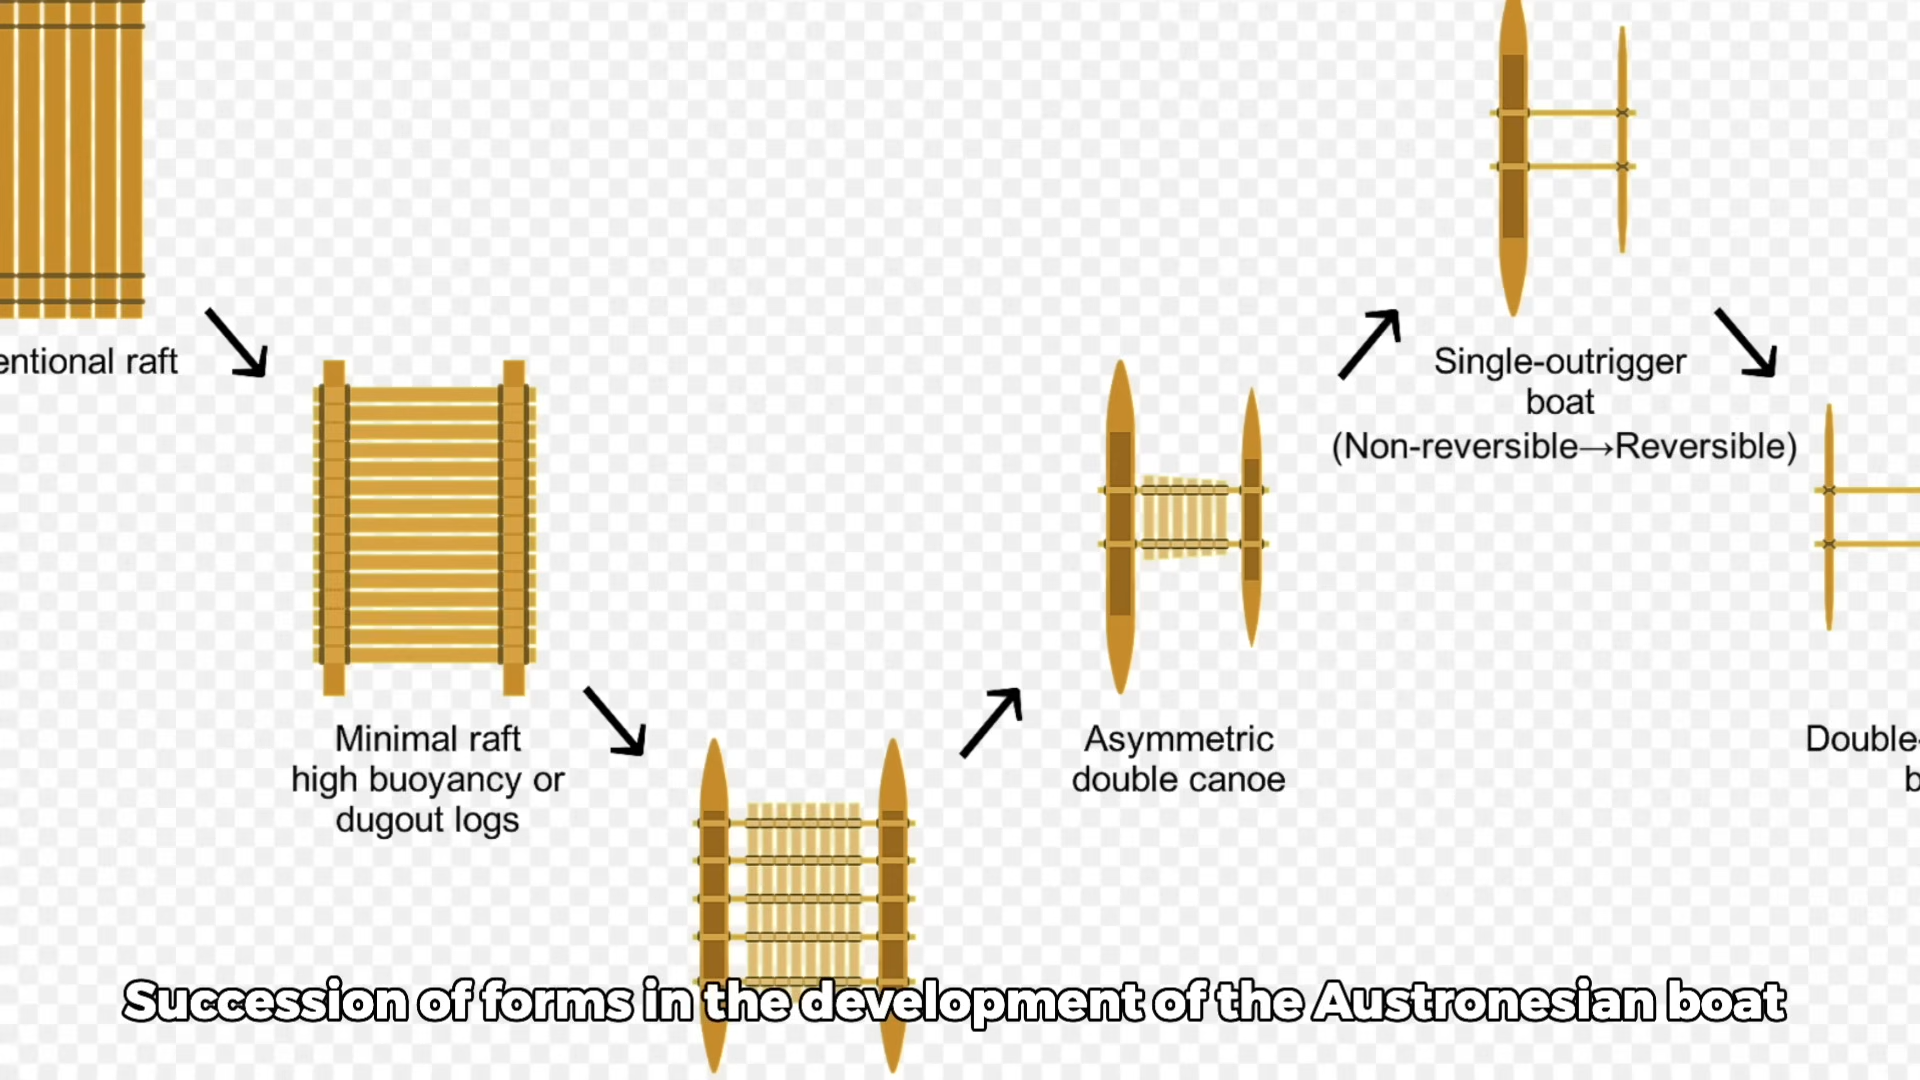 entional raft
Minimal raft
high buoyancy or
dugout logs
Asymmetric
double canoe
Single-outrigger
boat
(Non-reversible→Reversible)
Double-
b
Succession of forms in the development of the Austronesian boat